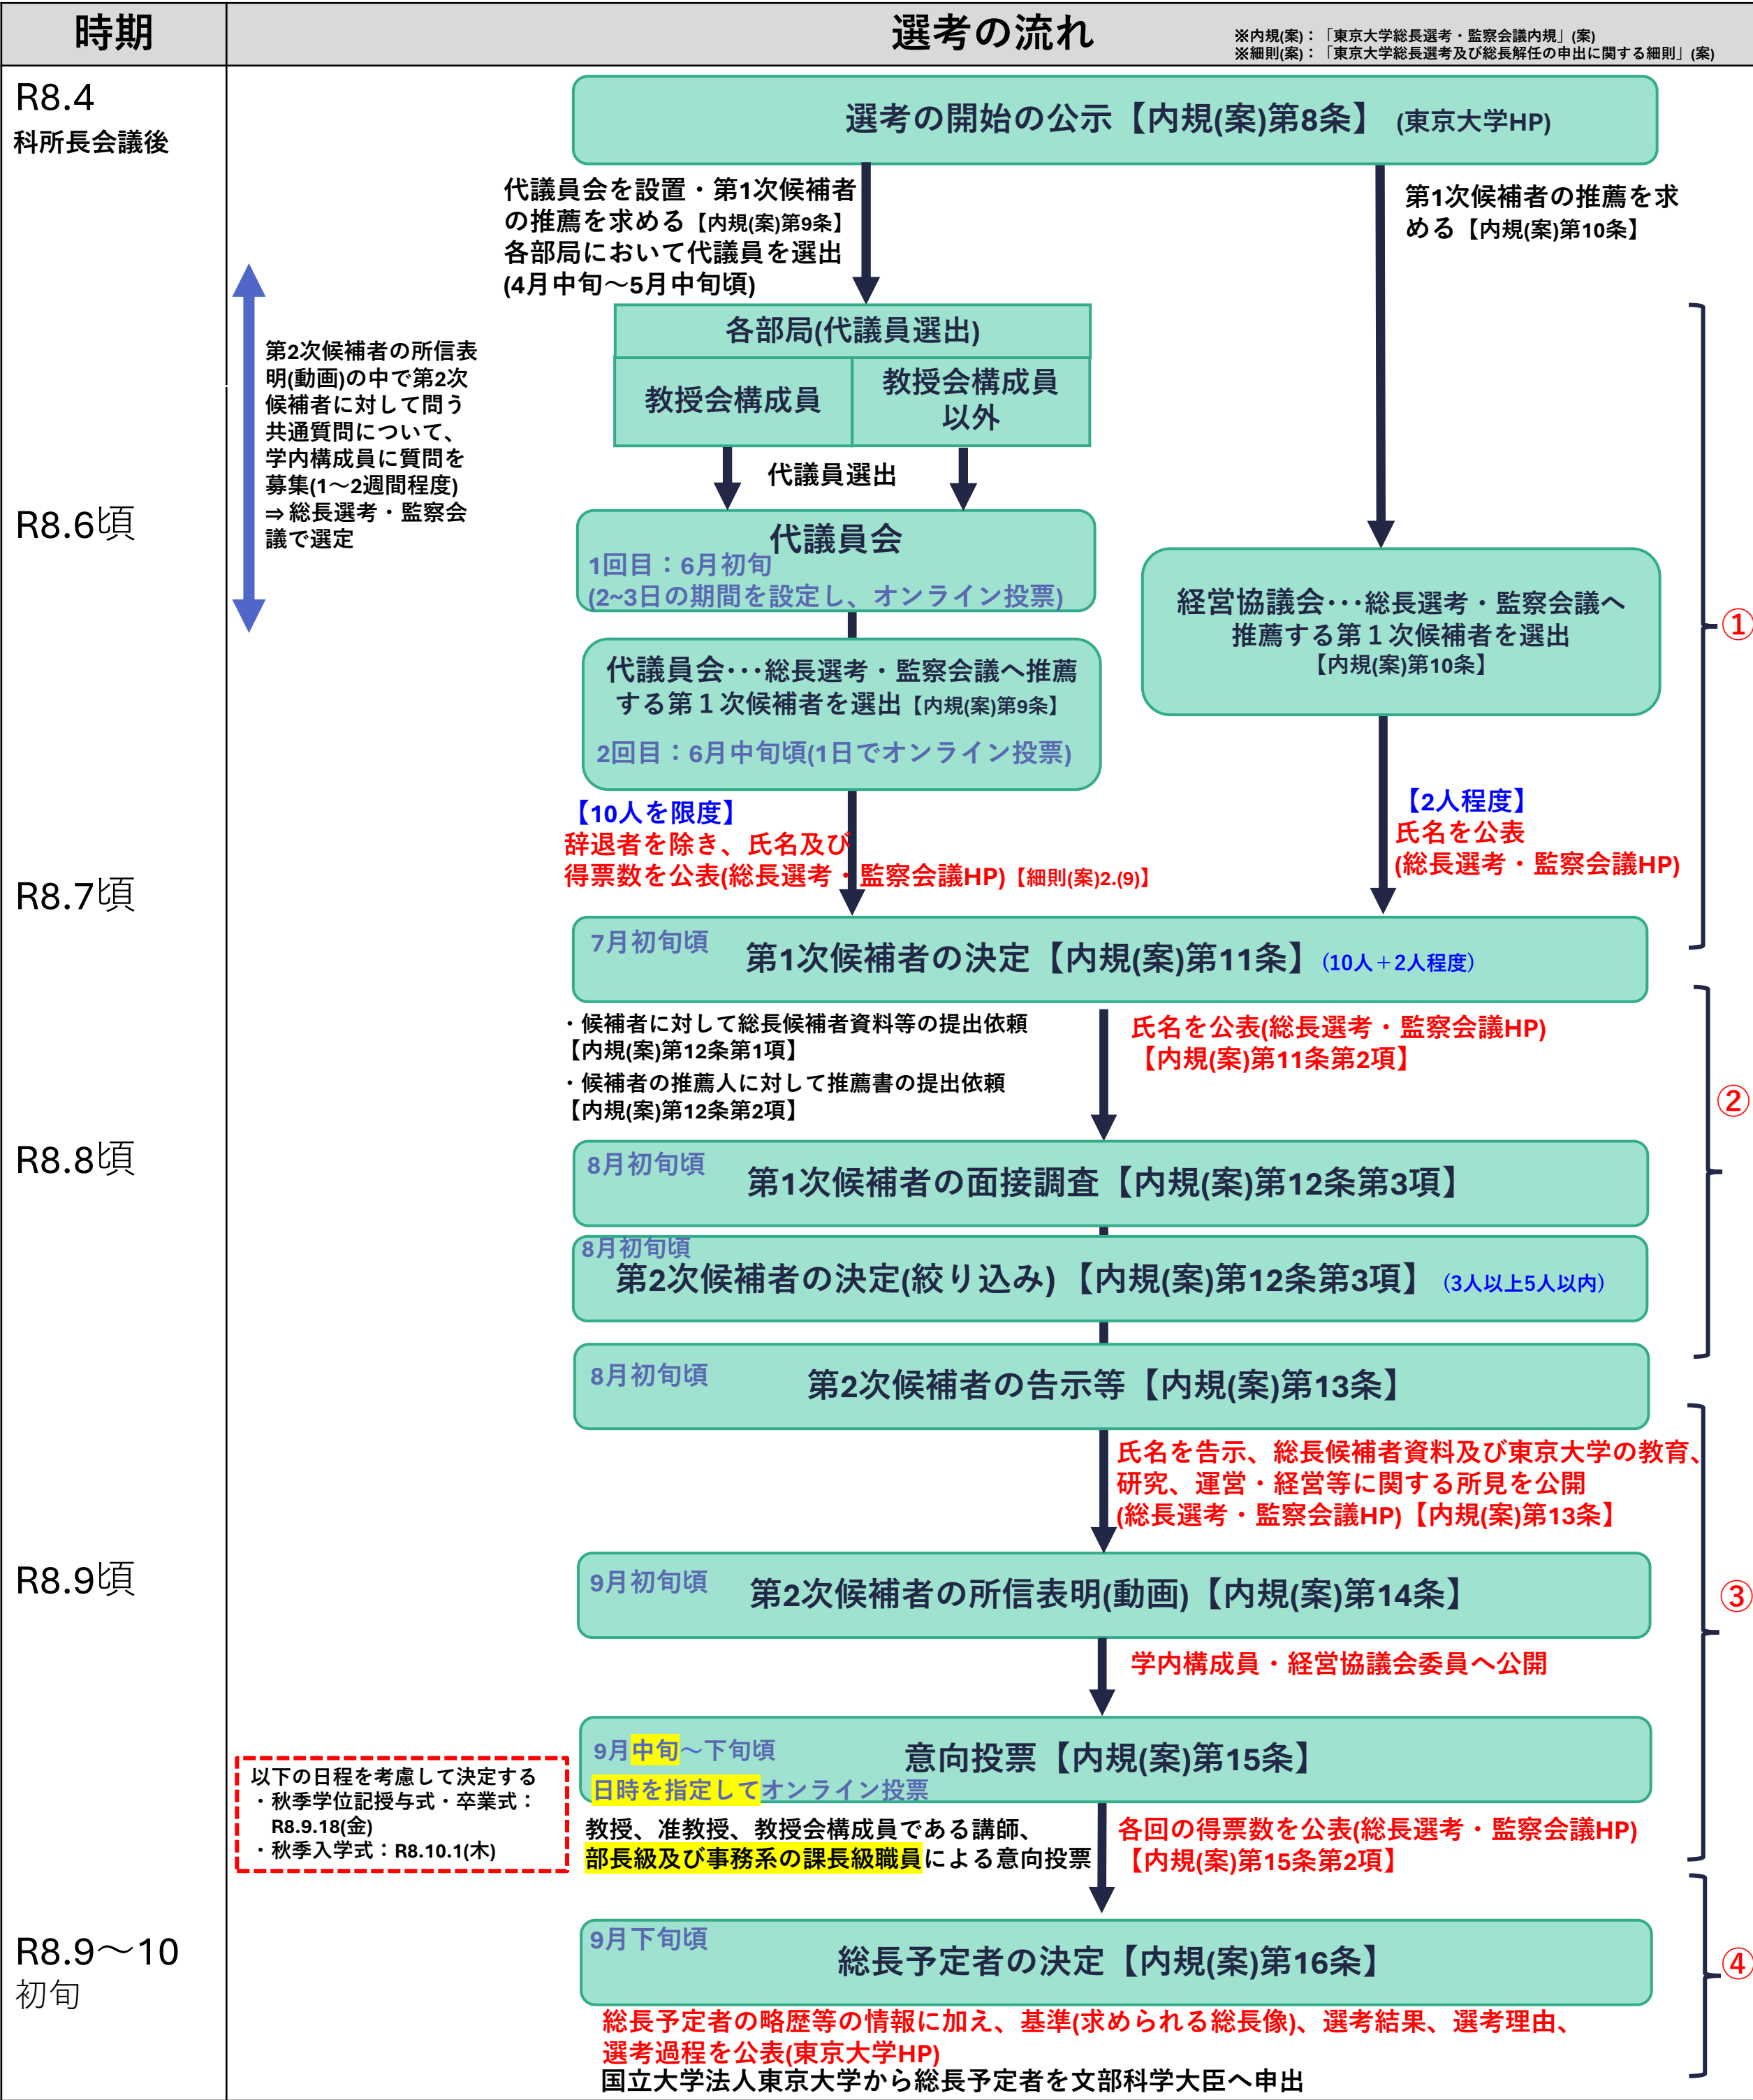 時期
選考の流れ
※内規(案):「東京大学総長選考・監察会議内規」(案)
※細則(案):「東京大学総長選考及び総長解任の申出に関する細則」(案)
R8.4
科所長会議後
選考の開始の公示【内規(案)第8条】 (東京大学HP)
代議員会を設置・第1次候補者
の推薦を求める【内規(案)第9条】
各部局において代議員を選出
(4月中旬~5月中旬頃)
第1次候補者の推薦を求
める【内規(案)第10条】
各部局(代議員選出)
教授会構成員
教授会構成員
以外
代議員選出
第2次候補者の所信表
明(動画)の中で第2次
候補者に対して問う
共通質問について、
学内構成員に質問を
募集(1~2週間程度)
⇒総長選考・監察会
議で選定
R8.6頃
代議員会
1回目:6月初旬
(2~3日の期間を設定し、オンライン投票)
経営協議会･･･総長選考・監察会議へ
推薦する第1次候補者を選出
【内規(案)第10条】
①
代議員会･･･総長選考・監察会議へ推薦
する第1次候補者を選出【内規(案)第9条】
2回目:6月中旬頃(1日でオンライン投票)
【10人を限度】
辞退者を除き、氏名及び
得票数を公表(総長選考・監察会議HP)【細則(案)2.(9)】
【2人程度】
氏名を公表
(総長選考・監察会議HP)
R8.7頃
7月初旬頃
第1次候補者の決定【内規(案)第11条】(10人+2人程度)
・候補者に対して総長候補者資料等の提出依頼
【内規(案)第12条第1項】
・候補者の推薦人に対して推薦書の提出依頼
【内規(案)第12条第2項】
氏名を公表(総長選考・監察会議HP)
【内規(案)第11条第2項】
②
R8.8頃
8月初旬頃
第1次候補者の面接調査【内規(案)第12条第3項】
8月初旬頃
第2次候補者の決定(絞り込み)【内規(案)第12条第3項】(3人以上5人以内)
8月初旬頃
第2次候補者の告示等【内規(案)第13条】
氏名を告示、総長候補者資料及び東京大学の教育、
研究、運営・経営等に関する所見を公開
(総長選考・監察会議HP)【内規(案)第13条】
R8.9頃
9月初旬頃
第2次候補者の所信表明(動画)【内規(案)第14条】
③
学内構成員・経営協議会委員へ公開
9月中旬~下旬頃
意向投票【内規(案)第15条】
日時を指定してオンライン投票
以下の日程を考慮して決定する
・秋季学位記授与式・卒業式:
R8.9.18(金)
・秋季入学式:R8.10.1(木)
教授、准教授、教授会構成員である講師、
部長級及び事務系の課長級職員による意向投票
各回の得票数を公表(総長選考・監察会議HP)
【内規(案)第15条第2項】
R8.9~10
初旬
9月下旬頃
総長予定者の決定【内規(案)第16条】
④
総長予定者の略歴等の情報に加え、基準(求められる総長像)、選考結果、選考理由、
選考過程を公表(東京大学HP)
国立大学法人東京大学から総長予定者を文部科学大臣へ申出